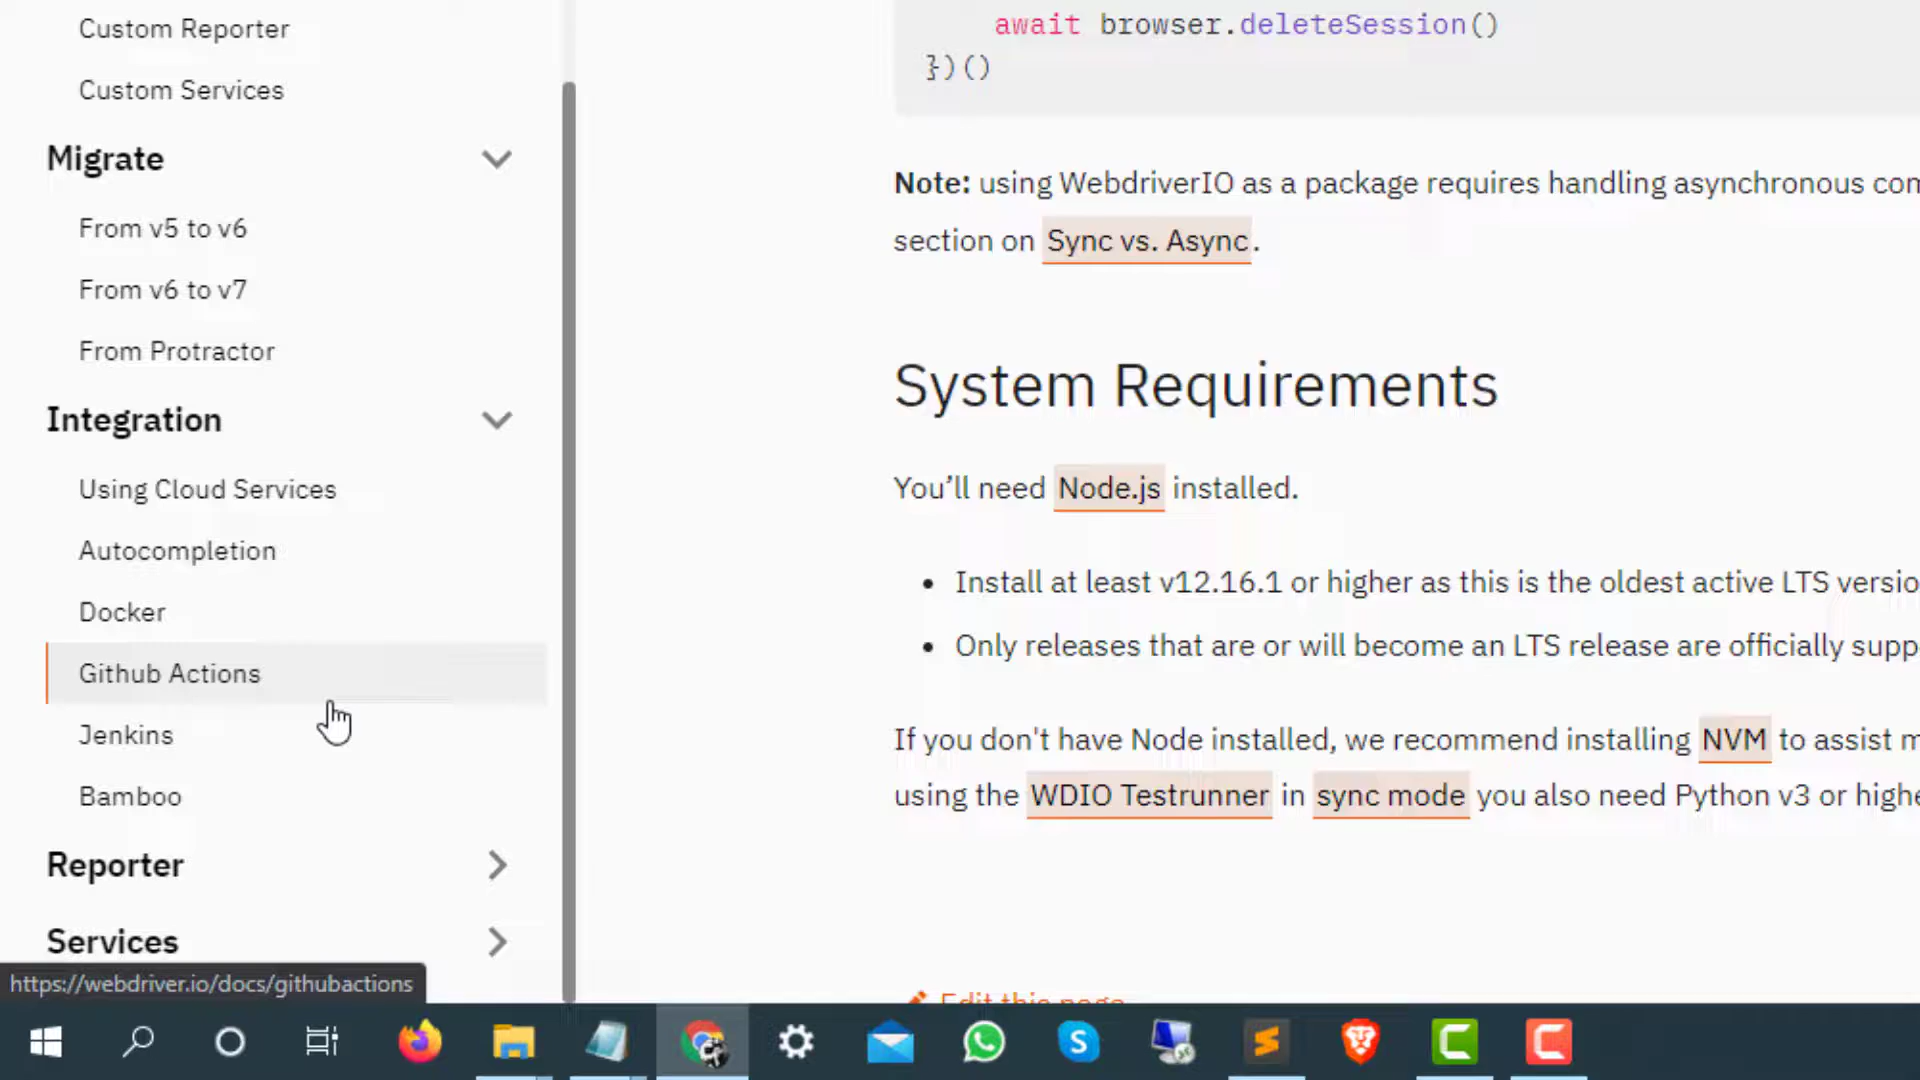 Custom Reporter
Custom Services
Migrate
From v5 to v6
From v6 to v7
From Protractor
Integration
Using Cloud Services
Autocompletion
Docker
Github Actions
Jenkins
Bamboo
Reporter
Services
https://webdriver.io/docs/githubactions
await browser.deleteSession()
})()
Note: using WebdriverIO as a package requires handling asynchronous
section on Sync vs. Async.
System Requirements
You’ll need Node.js installed.
• Install at least v12.16.1 or higher as this is the oldest active LTS
• Only releases that are or will become an LTS release are officially
If you don't have Node installed, we recommend installing NVM to assist
using the WDIO Testrunner in sync mode you also need Python v3 or
Edit this page